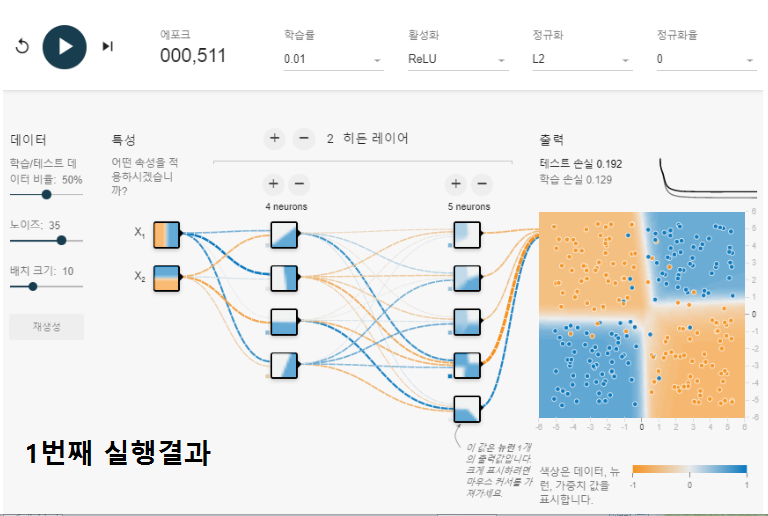 에포크
000,511
학습률
0.01
활성화
ReLU
정규화
L2
정규화율
0
데이터
학습/테스트 데
이터 비율: 50%
노이즈: 35
배치 크기: 10
재생성
특성
어떤 속성을 적
용하시겠습니
까?
X1
X2
+ − 2 히든 레이어
+ −
4 neurons
+ −
5 neurons
이 값은 뉴런 1개
의 출력값입니다.
크게 표시하려면
마우스 커서를 가
져가세요.
출력
테스트 손실 0.192
학습 손실 0.129
6
5
4
3
2
1
0
-1
-2
-3
-4
-5
-6
-6 -5 -4 -3 -2 -1 0 1 2 3 4 5 6
색상은 데이터, 뉴
런, 가중치 값을
표시합니다.
-1 0 1
1번째 실행결과